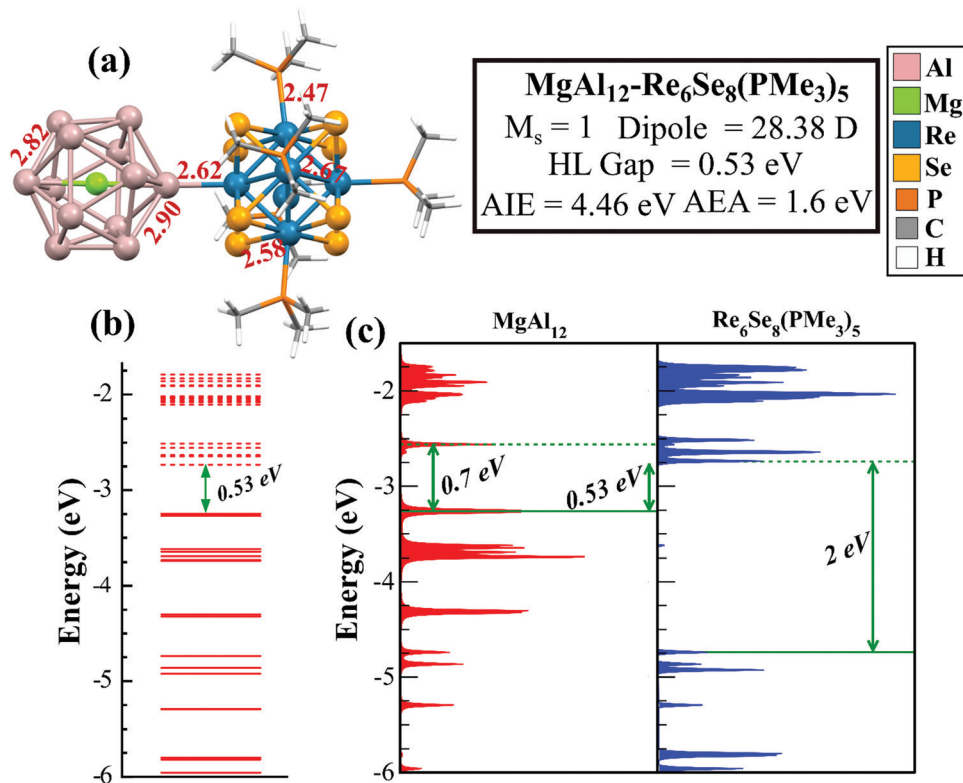 (a)
2.47
2.82
2.62
2.67
2.90
2.58
MgAl₁₂-Re₆Se₈(PMe₃)₅
Mₛ = 1 Dipole = 28.38 D
HL Gap = 0.53 eV
AIE = 4.46 eV AEA = 1.6 eV
Al
Mg
Re
Se
P
C
H
(b)
Energy (eV)
-2
-3
-4
-5
-6
0.53 eV
(c)
MgAl₁₂
Re₆Se₈(PMe₃)₅
Energy (eV)
-2
-3
-4
-5
-6
0.7 eV
0.53 eV
2 eV